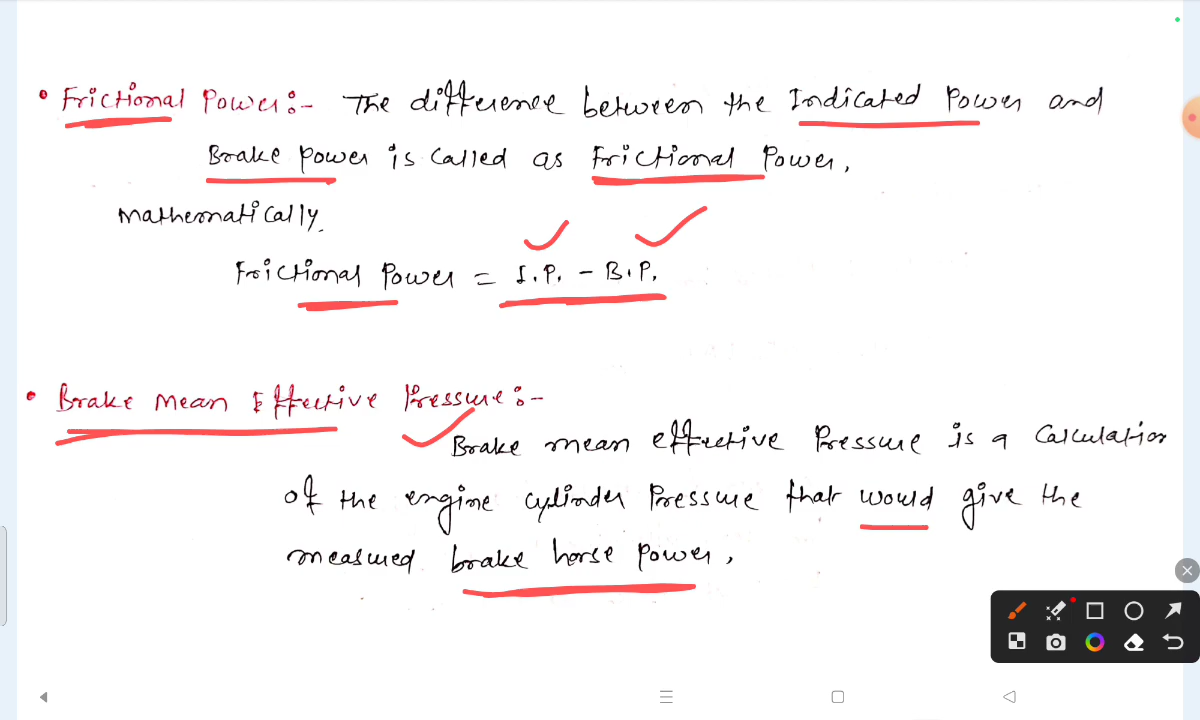 • Frictional Power:- The difference between the Indicated Power and
Brake Power is Called as Frictional Power,
Mathematically.
Frictional Power = I.P. - B.P.
• Brake Mean Effective Pressure:-
Brake mean effective Pressure is a Calculation
of the engine cylinder Pressure that would give the
measured brake horse power,